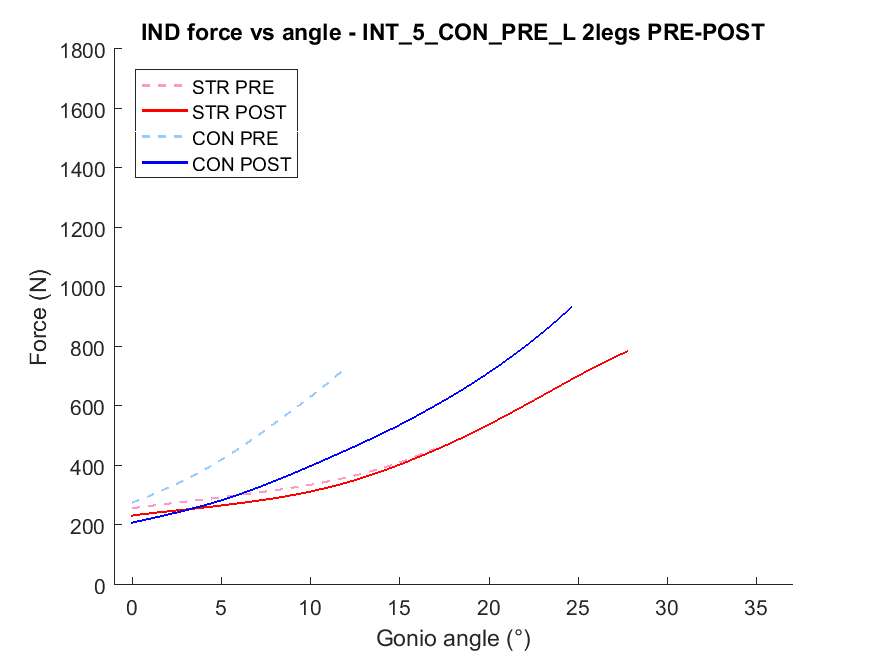 IND force vs angle - INT_5_CON_PRE_L 2legs PRE-POST
1800
1600
1400
1200
1000
800
600
400
200
0
Force (N)
STR PRE
STR POST
CON PRE
CON POST
0 5 10 15 20 25 30 35
Gonio angle (°)